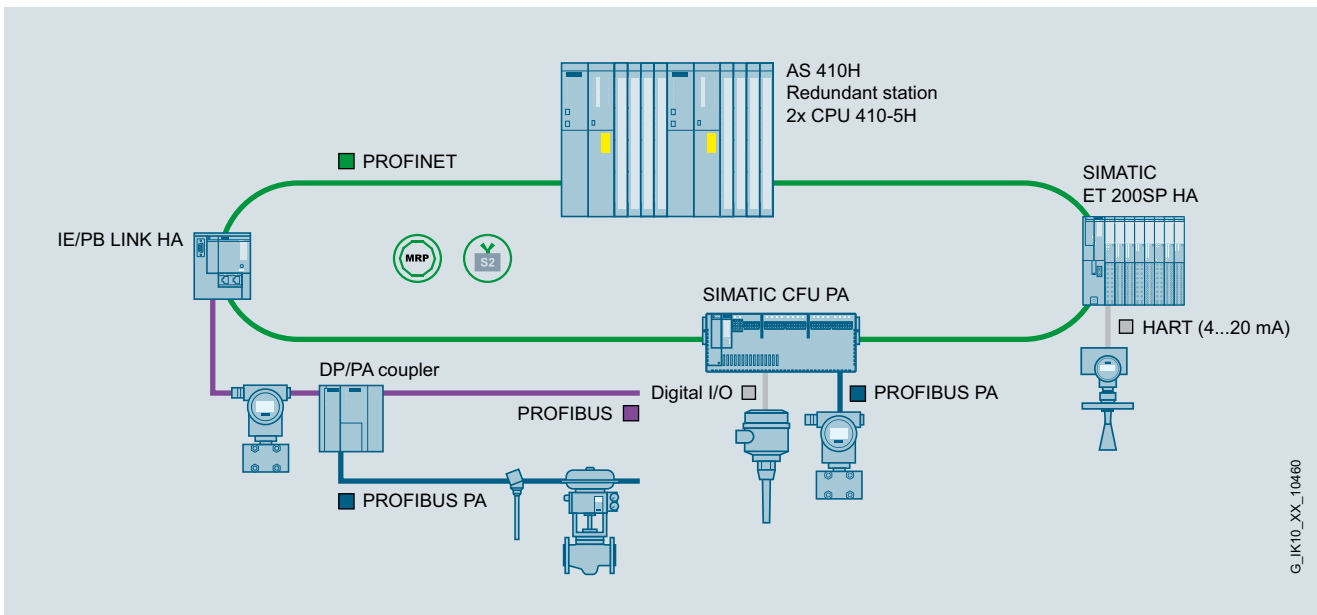 AS 410H
Redundant station
2x CPU 410-5H
PROFINET
SIMATIC
ET 200SP HA
IE/PB LINK HA
MRP
S2
SIMATIC CFU PA
HART (4...20 mA)
DP/PA coupler
Digital I/O
PROFIBUS PA
PROFIBUS
PROFIBUS PA
G_IK10_XX_10460